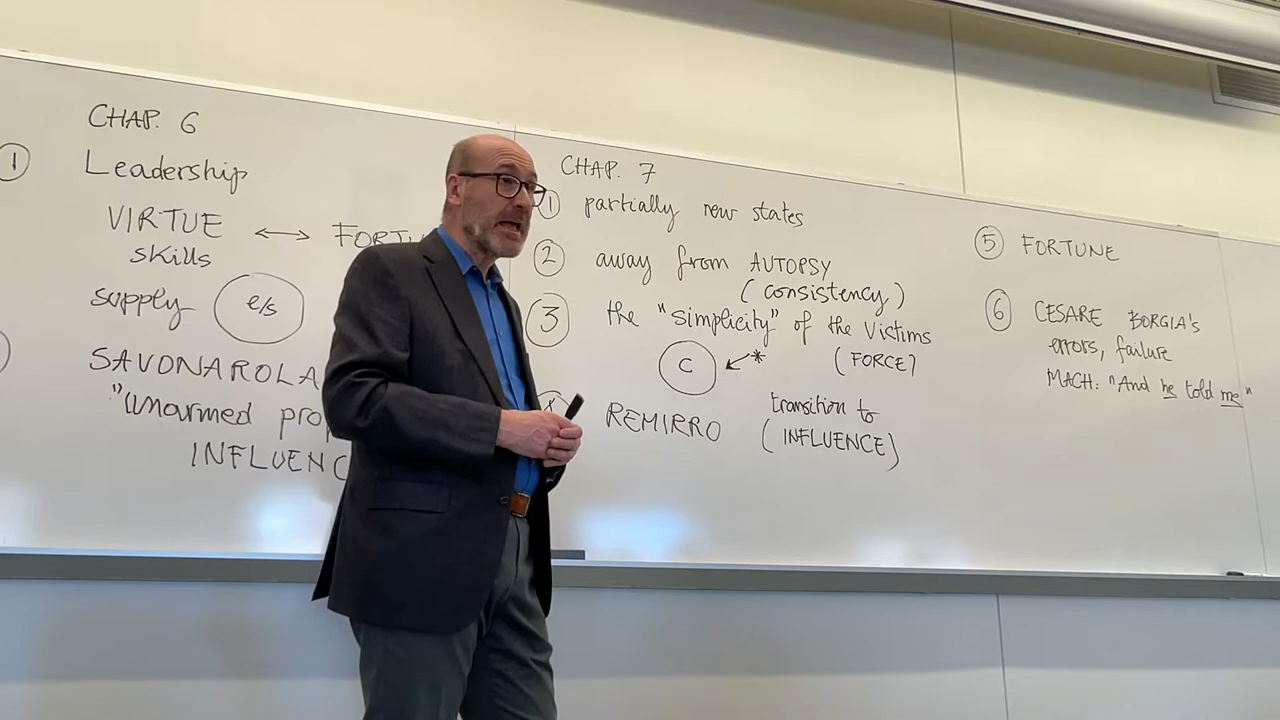 CHAP. 6
① Leadership
VIRTUE ↔ FORTU
skills
supply e/s
SAVONAROLA
"Unarmed prop
INFLUENC
CHAP. 7
① partially new states
② away from AUTOPSY
(consistency)
③ the "simplicity" of the victims
C ↙* (FORCE)
REMIRRO transition to
(INFLUENCE)
⑤ FORTUNE
⑥ CESARE BORGIA's
errors, failure
MACH: "And he told me"